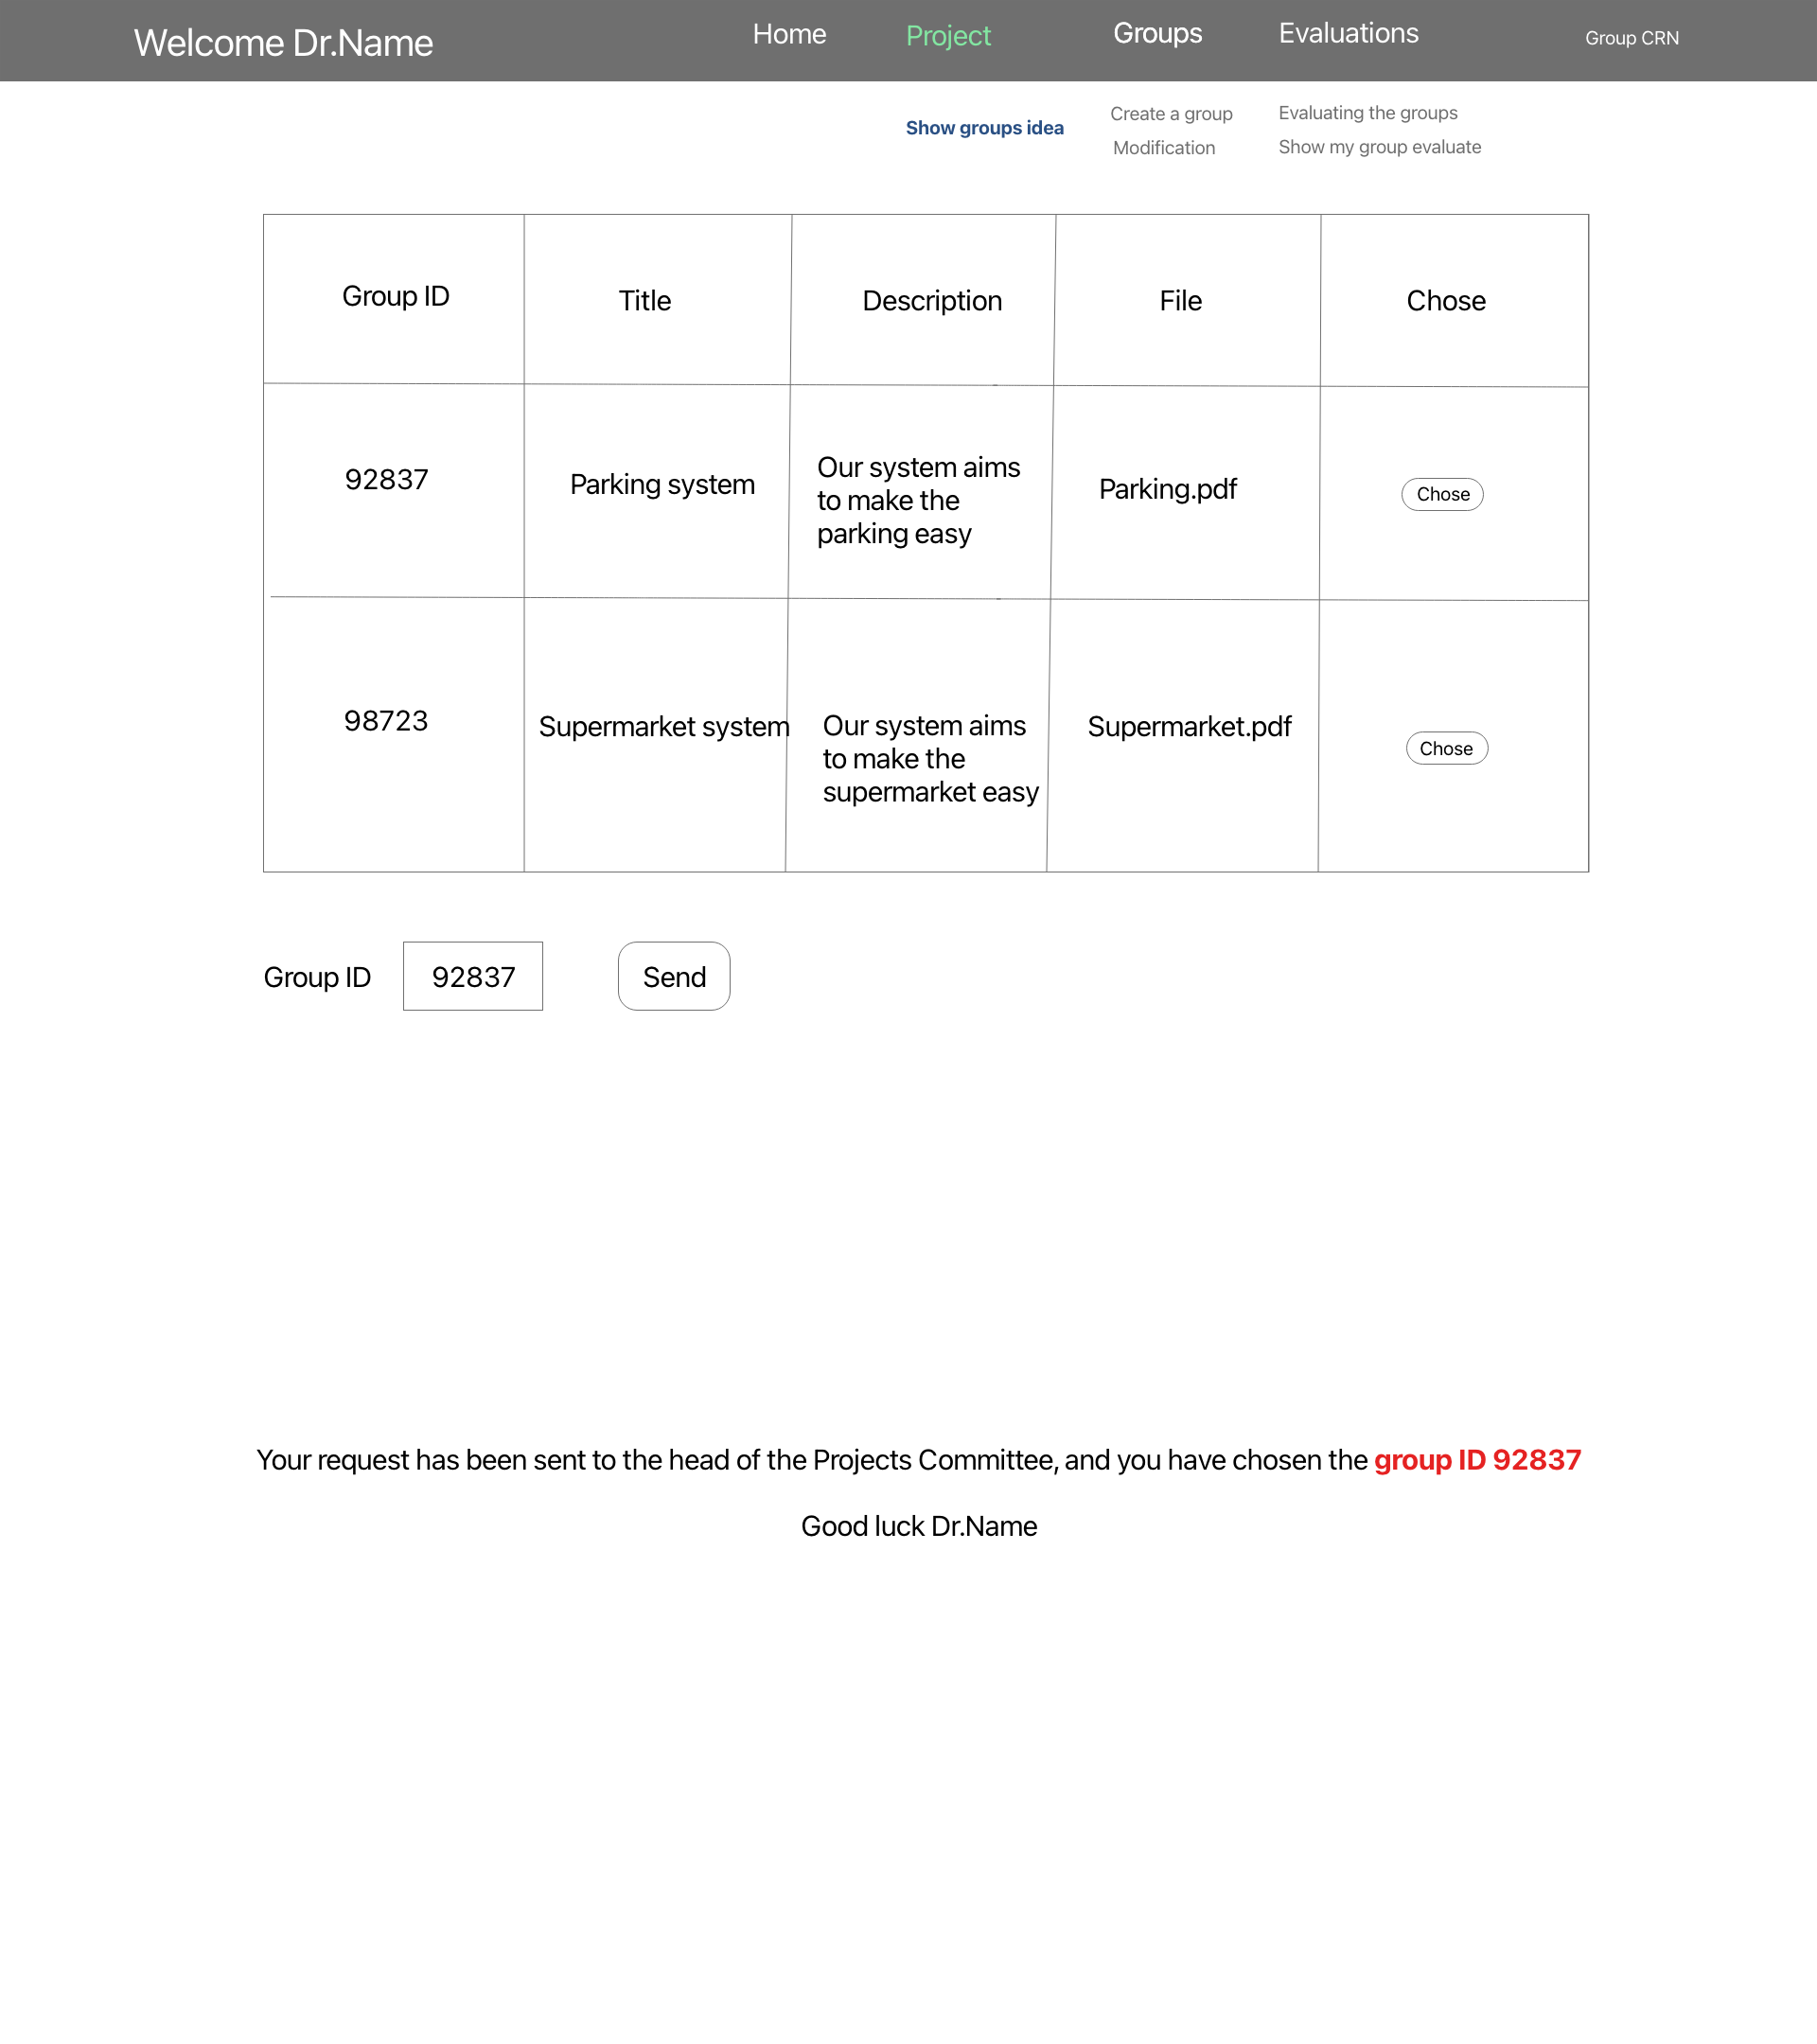 Welcome Dr.Name
Home
Project
Groups
Evaluations
Group CRN
Show groups idea
Create a group
Modification
Evaluating the groups
Show my group evaluate
Group ID
Title
Description
File
Chose
92837
Parking system
Our system aims
to make the
parking easy
Parking.pdf
Chose
98723
Supermarket system
Our system aims
to make the
supermarket easy
Supermarket.pdf
Chose
Group ID
92837
Send
Your request has been sent to the head of the Projects Committee, and you have chosen the group ID 92837
Good luck Dr.Name